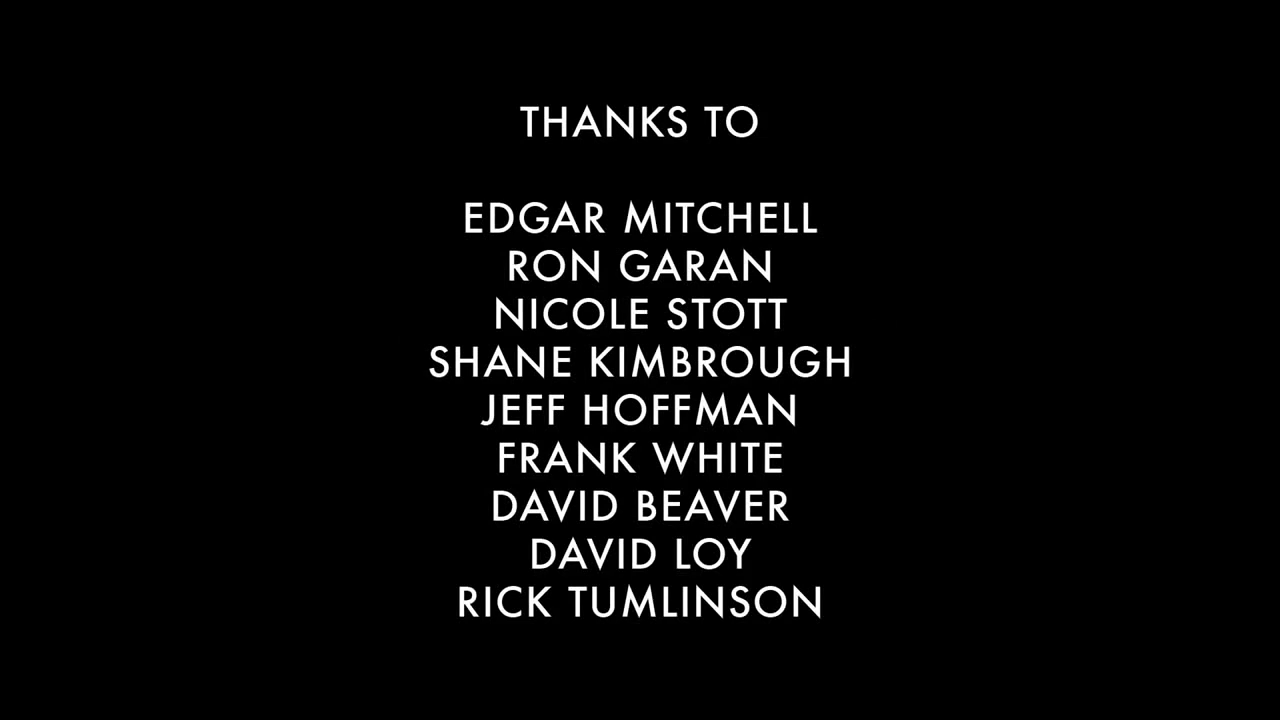 THANKS TO
EDGAR MITCHELL
RON GARAN
NICOLE STOTT
SHANE KIMBROUGH
JEFF HOFFMAN
FRANK WHITE
DAVID BEAVER
DAVID LOY
RICK TUMLINSON